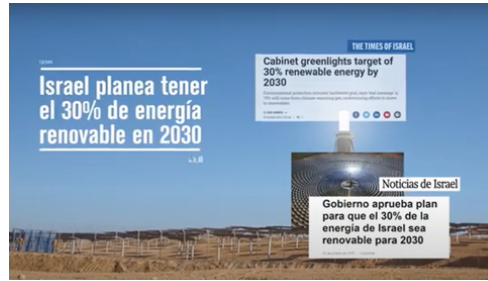 Israel planea tener
el 30% de energía
renovable en 2030
THE TIMES OF ISRAEL
Cabinet greenlights target of
30% renewable energy by
2030
Noticias de Israel
Gobierno aprueba plan
para que el 30% de la
energía de Israel sea
renovable para 2030